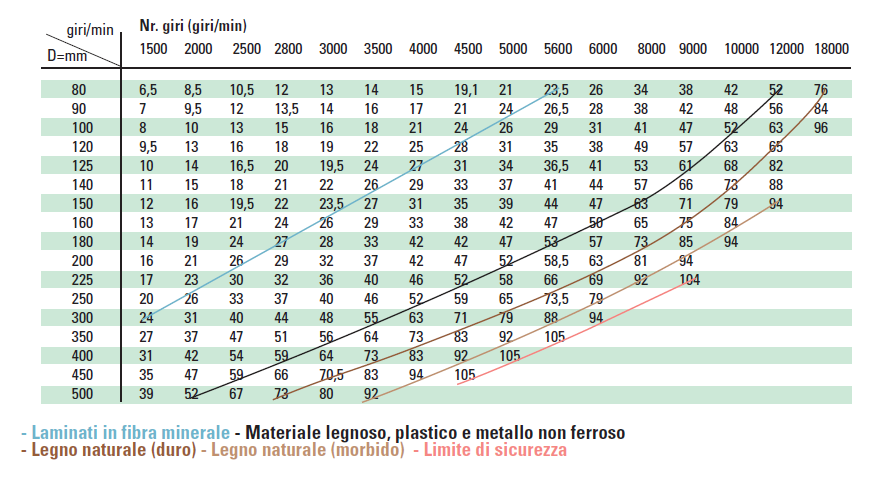 giri/min Nr. giri (giri/min)
D=mm 1500 2000 2500 2800 3000 3500 4000 4500 5000 5600 6000 8000 9000 10000 12000 18000
80 6,5 8,5 10,5 12 13 14 15 19,1 21 23,5 26 34 38 42 52 76
90 7 9,5 12 13,5 14 16 17 21 24 26,5 28 38 42 48 56 84
100 8 10 13 15 16 18 21 24 26 29 31 41 47 52 63 96
120 9,5 13 16 18 19 22 25 28 31 35 38 49 57 63 65
125 10 14 16,5 20 19,5 24 27 31 34 36,5 41 53 61 68 82
140 11 15 18 21 22 26 29 33 37 41 44 57 66 73 88
150 12 16 19,5 22 23,5 27 31 35 39 44 47 63 71 79 94
160 13 17 21 24 26 29 33 38 42 47 50 65 75 84
180 14 19 24 27 28 33 42 42 47 53 57 73 85 94
200 16 21 26 29 32 37 42 47 52 58,5 63 81 94
225 17 23 30 32 36 40 46 52 58 66 69 92 104
250 20 26 33 37 40 46 52 59 65 73,5 79
300 24 31 40 44 48 55 63 71 79 88 94
350 27 37 47 51 56 64 73 83 92 105
400 31 42 54 59 64 73 83 92 105
450 35 47 59 66 70,5 83 94 105
500 39 52 67 73 80 92
- Laminati in fibra minerale - Materiale legnoso, plastico e metallo non ferroso
- Legno naturale (duro) - Legno naturale (morbido) - Limite di sicurezza